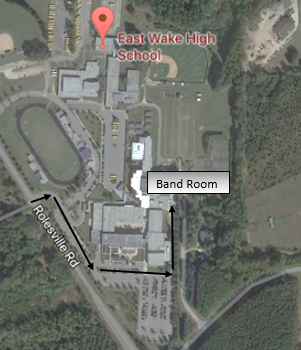 East Wake High
School
Band Room
Rolesville Rd